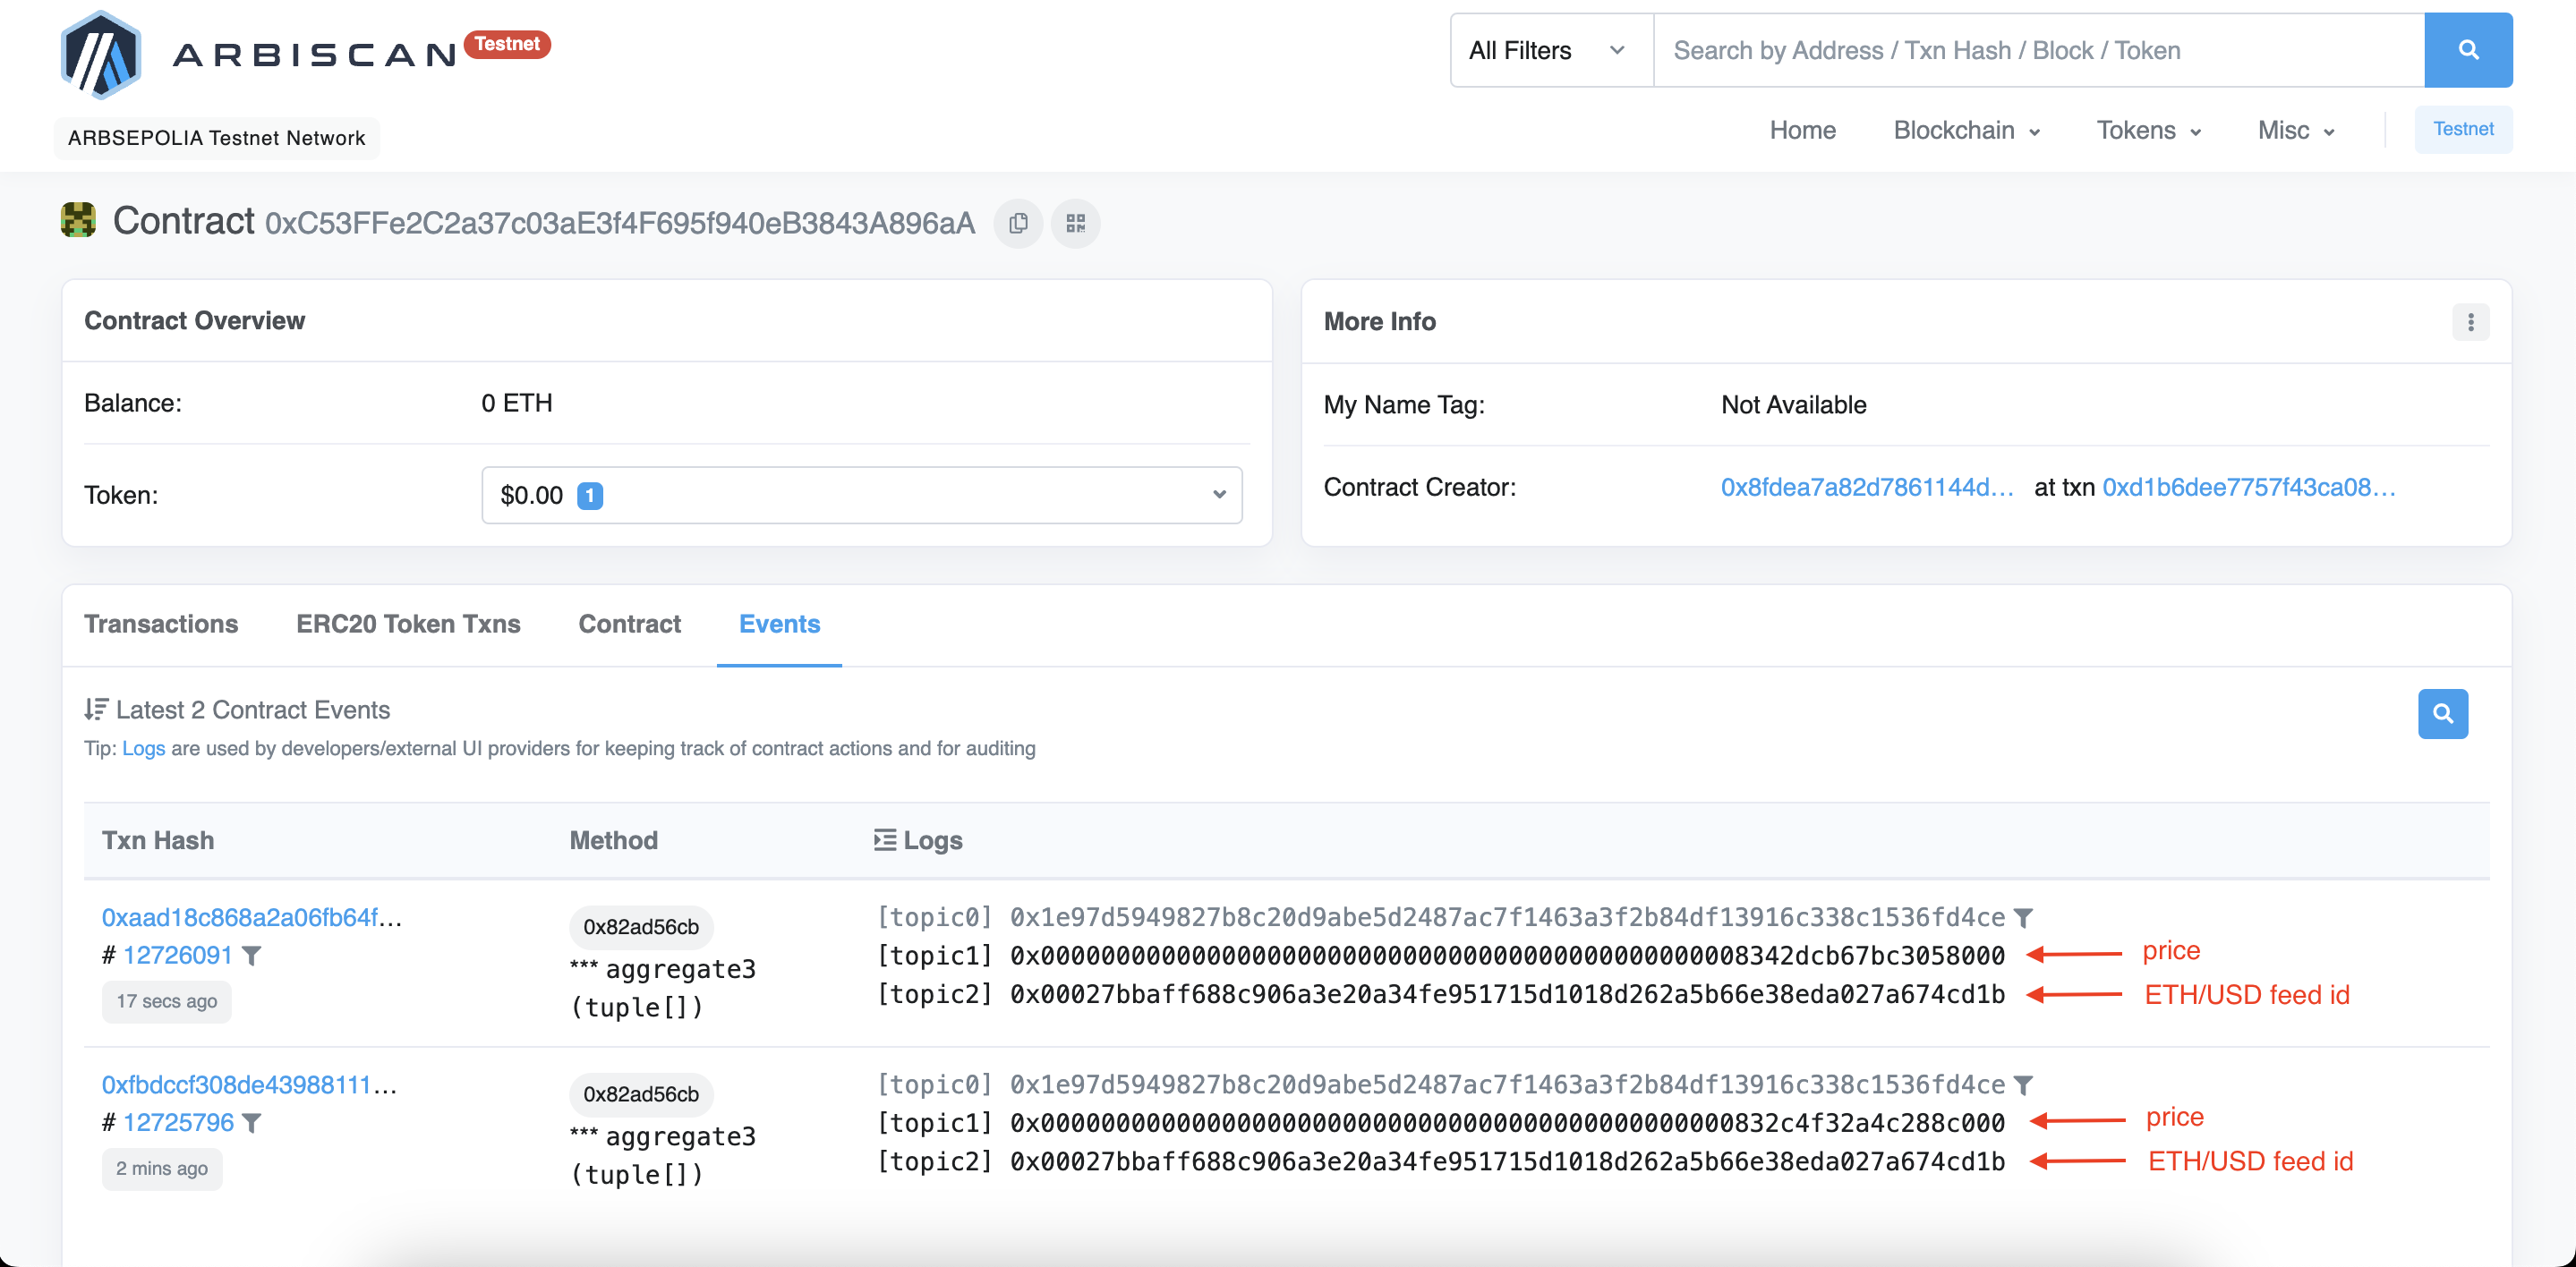 ARBISCAN Testnet
All Filters Search by Address / Txn Hash / Block / Token
ARBSEPOLIA Testnet Network
Home Blockchain Tokens Misc Testnet
Contract 0xC53FFe2C2a37c03aE3f4F695f940eB3843A896aA
Contract Overview
Balance: 0 ETH
Token: $0.00 1
More Info
My Name Tag: Not Available
Contract Creator: 0x8fdea7a82d7861144d... at txn 0xd1b6dee7757f43ca08...
Transactions ERC20 Token Txns Contract Events
Latest 2 Contract Events
Tip: Logs are used by developers/external UI providers for keeping track of contract actions and for auditing
Txn Hash Method Logs
0xaad18c868a2a06fb64f...
# 12726091
17 secs ago
0x82ad56cb
*** aggregate3
(tuple[])
[topic0] 0x1e97d5949827b8c20d9abe5d2487ac7f1463a3f2b84df13916c338c1536fd4ce
[topic1] 0x00000000000000000000000000000000000000000000008342dcb67bc3058000 price
[topic2] 0x00027bbaff688c906a3e20a34fe951715d1018d262a5b66e38eda027a674cd1b ETH/USD feed id
0xfbdccf308de43988111...
# 12725796
2 mins ago
0x82ad56cb
*** aggregate3
(tuple[])
[topic0] 0x1e97d5949827b8c20d9abe5d2487ac7f1463a3f2b84df13916c338c1536fd4ce
[topic1] 0x0000000000000000000000000000000000000000000000832c4f32a4c288c000 price
[topic2] 0x00027bbaff688c906a3e20a34fe951715d1018d262a5b66e38eda027a674cd1b ETH/USD feed id